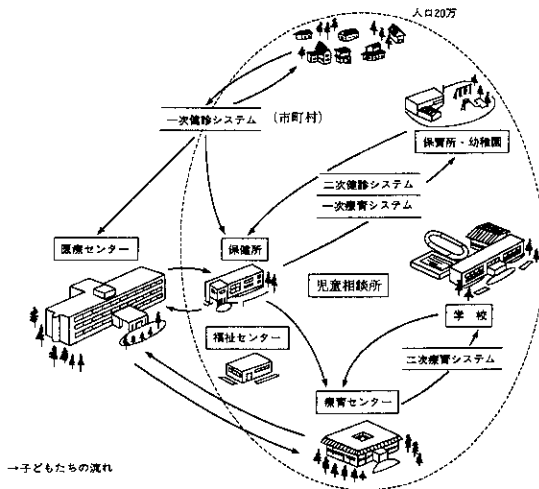 人口20万
一次健診システム (市町村)
保育所・幼稚園
二次健診システム
一次療育システム
医療センター
保健所
児童相談所
学校
福祉センター
二次療育システム
療育センター
→子どもたちの流れ